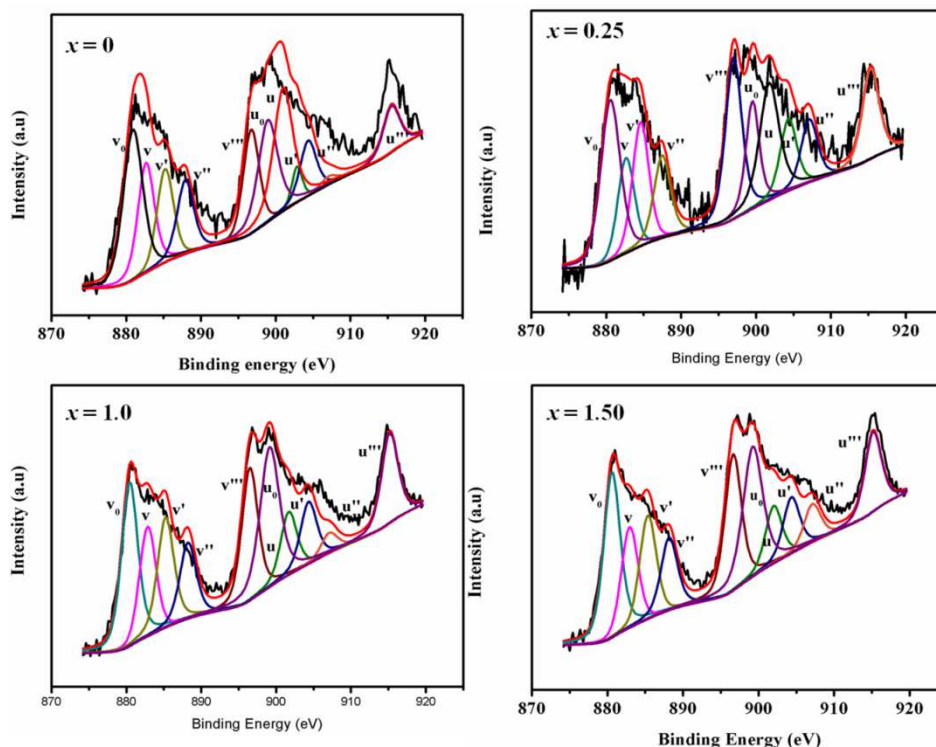 x = 0
v₀ v v' v'' v''' u₀ u u' u'' u'''
Intensity (a.u)
870 880 890 900 910 920
Binding energy (eV)
x = 0.25
v₀ v v' v'' v''' u₀ u u' u'' u'''
Intensity (a.u)
870 880 890 900 910 920
Binding Energy (eV)
x = 1.0
v₀ v v' v'' v''' u₀ u u' u'' u'''
Intensity (a.u)
870 880 890 900 910 920
Binding Energy (eV)
x = 1.50
v₀ v v' v'' v''' u₀ u u' u'' u'''
Intensity (a.u)
870 880 890 900 910 920
Binding Energy (eV)